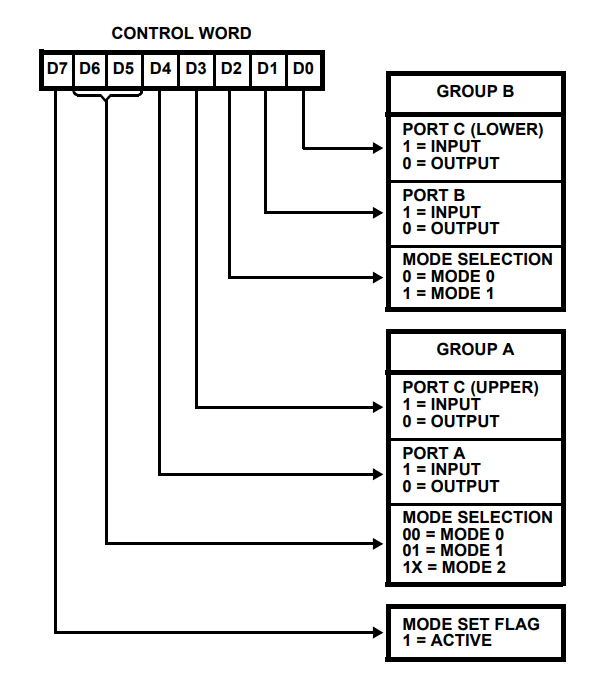 CONTROL WORD
D7 D6 D5 D4 D3 D2 D1 D0
GROUP B
PORT C (LOWER)
1 = INPUT
0 = OUTPUT
PORT B
1 = INPUT
0 = OUTPUT
MODE SELECTION
0 = MODE 0
1 = MODE 1
GROUP A
PORT C (UPPER)
1 = INPUT
0 = OUTPUT
PORT A
1 = INPUT
0 = OUTPUT
MODE SELECTION
00 = MODE 0
01 = MODE 1
1X = MODE 2
MODE SET FLAG
1 = ACTIVE